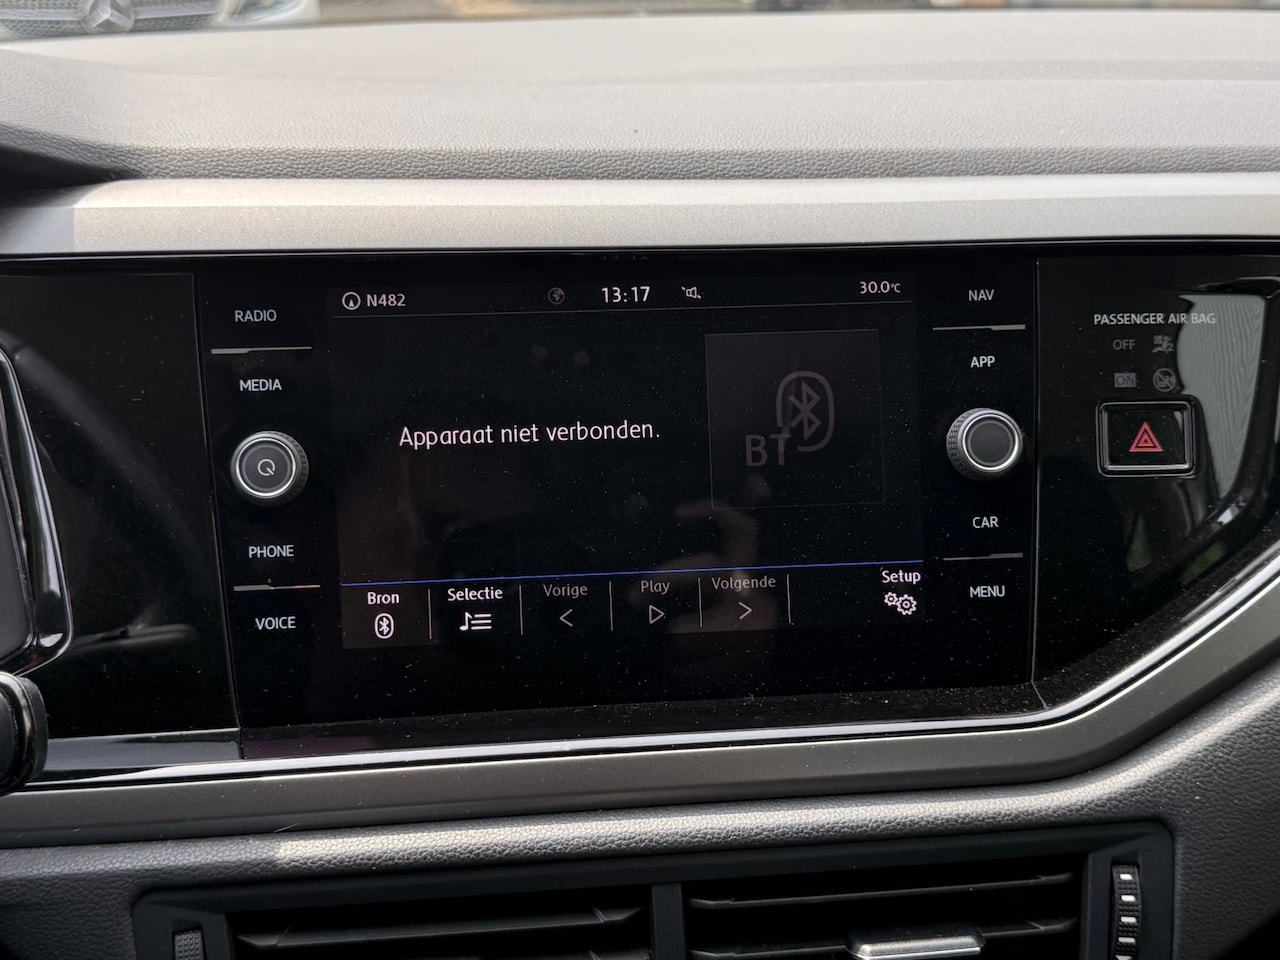 N482
13:17
30.0°C
RADIO
MEDIA
PHONE
VOICE
Apparaat niet verbonden.
BT
Bron
Selectie
Vorige
Play
Volgende
Setup
NAV
APP
CAR
MENU
PASSENGER AIR BAG
OFF
ON